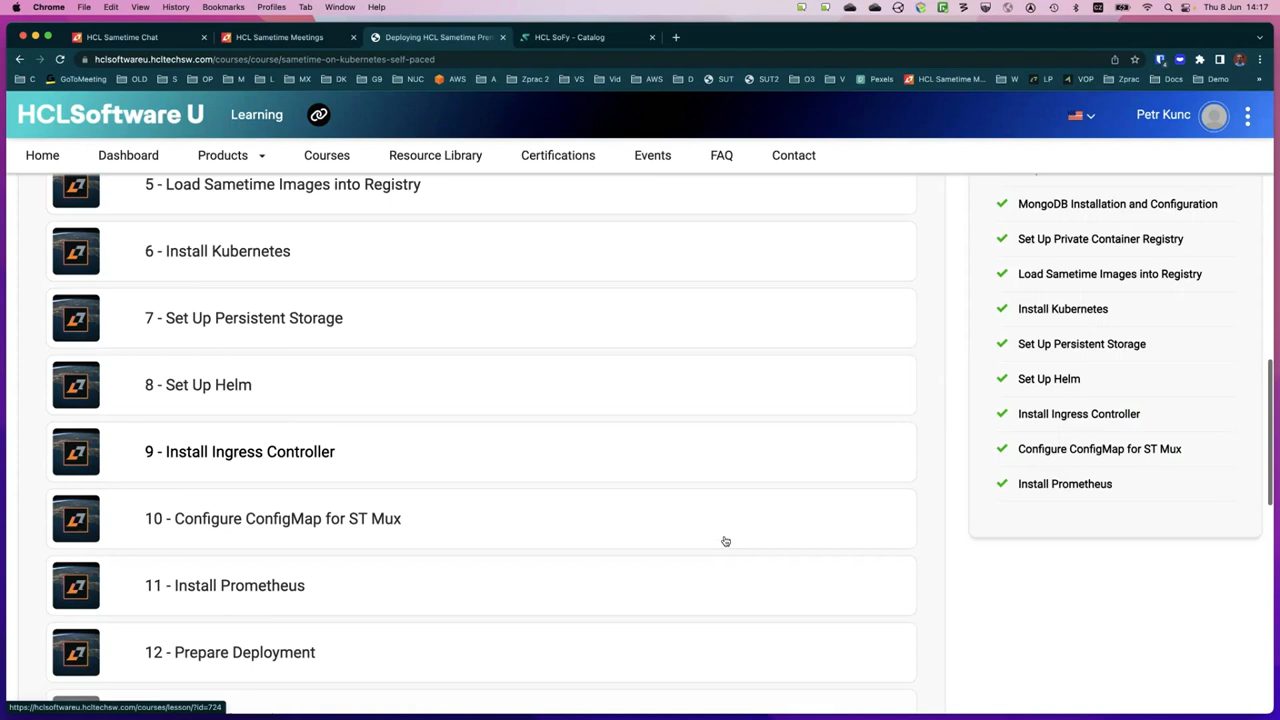 Chrome File Edit View History Bookmarks Profiles Tab Window Help CZ Thu 8 Jun 14:17
HCL Sametime Chat HCL Sametime Meetings Deploying HCL Sametime Pre HCL SoFy - Catalog
hclsoftwareu.hcltechsw.com/courses/course/sametime-on-kubernetes-self-paced
C GoToMeeting OLD S OP M L MX DK G9 NUC AWS A Zprac 2 VS Vid AWS D SUT SUT2 O3 V Pexels HCL Sametime M... W LP VOP Zprac Docs Demo »
HCLSoftware U Learning Petr Kunc
Home Dashboard Products Courses Resource Library Certifications Events FAQ Contact
5 - Load Sametime Images into Registry
6 - Install Kubernetes
7 - Set Up Persistent Storage
8 - Set Up Helm
9 - Install Ingress Controller
10 - Configure ConfigMap for ST Mux
11 - Install Prometheus
12 - Prepare Deployment
MongoDB Installation and Configuration
Set Up Private Container Registry
Load Sametime Images into Registry
Install Kubernetes
Set Up Persistent Storage
Set Up Helm
Install Ingress Controller
Configure ConfigMap for ST Mux
Install Prometheus
https://hclsoftwareu.hcltechsw.com/courses/lesson/?id=724